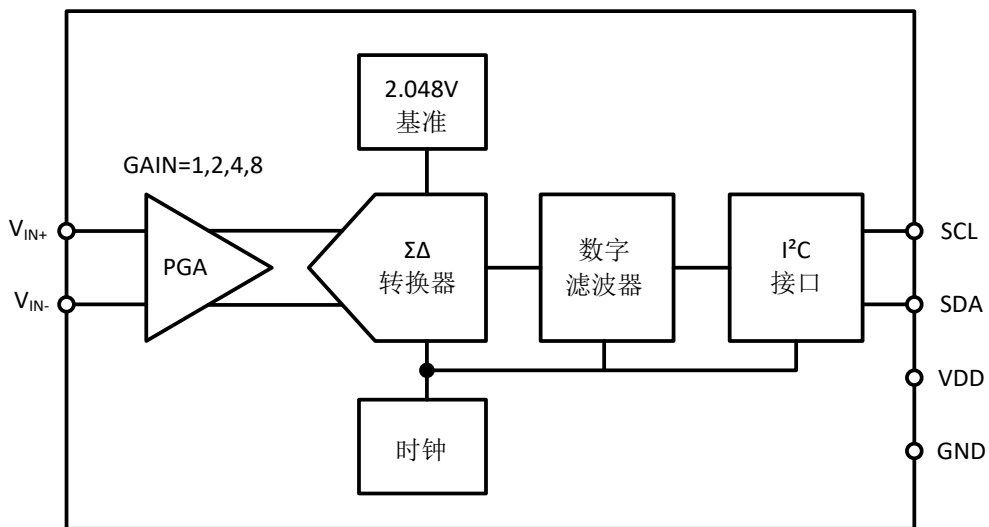 2.048V
基准
GAIN=1,2,4,8
V_IN+
V_IN-
PGA
ΣΔ
转换器
数字
滤波器
I²C
接口
SCL
SDA
VDD
GND
时钟